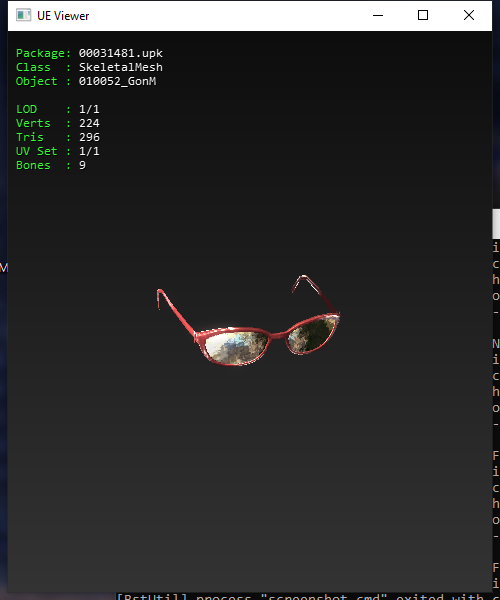 UE Viewer
Package: 00031481.upk
Class  : SkeletalMesh
Object : 010052_GonM
LOD    : 1/1
Verts  : 224
Tris   : 296
UV Set : 1/1
Bones  : 9
M
i
c
h
o
-
N
i
c
h
o
-
F
i
c
h
o
-
F
i
[BstUtil] process "screenshot.cmd" exited with c